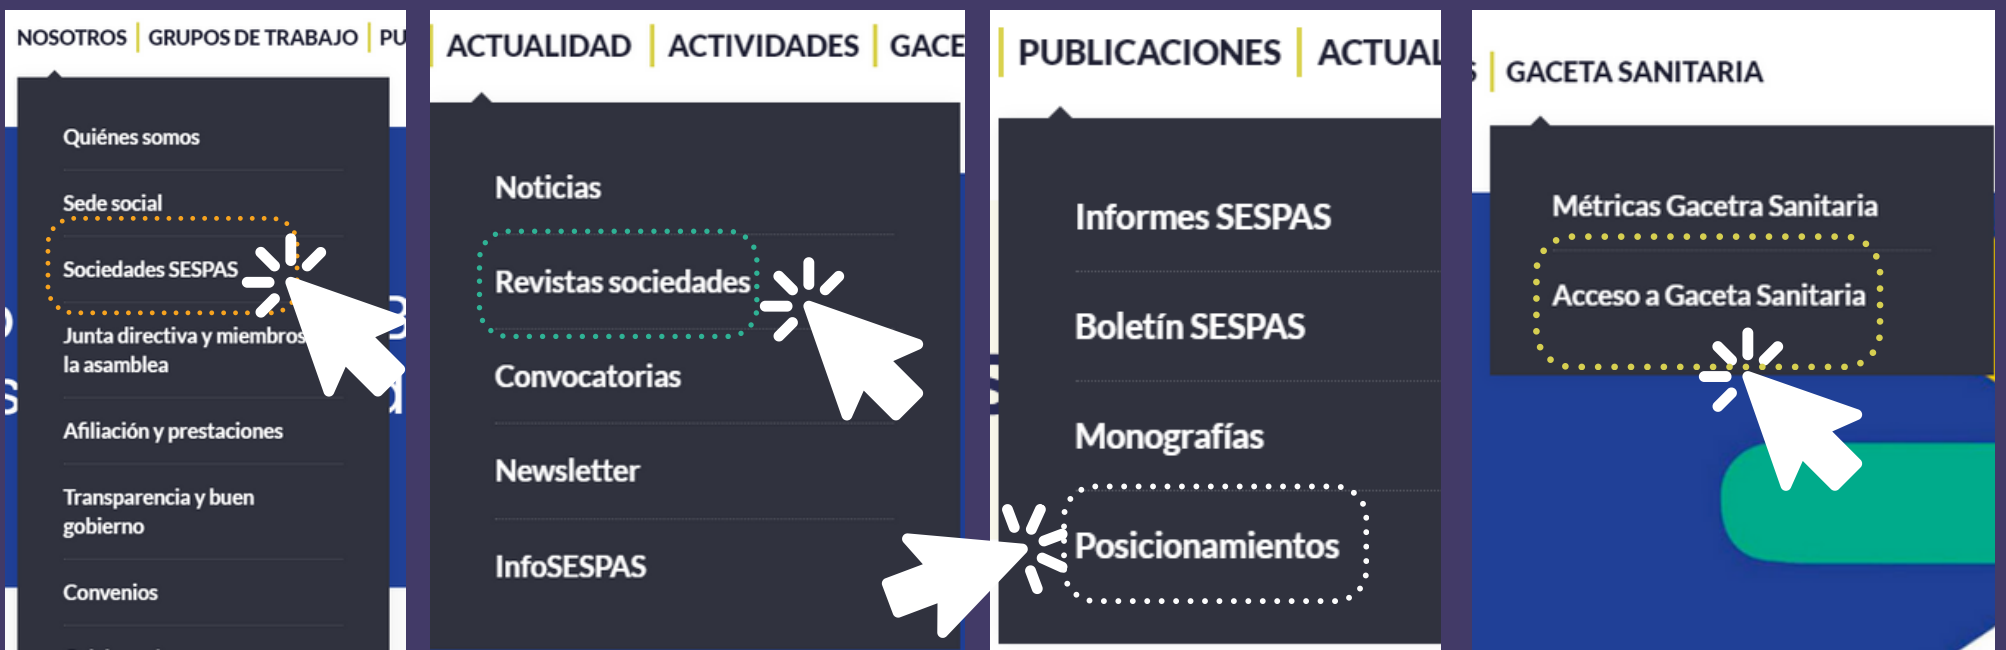 NOSOTROS GRUPOS DE TRABAJO PU
Quiénes somos
Sede social
Sociedades SESPAS
Junta directiva y miembros
la asamblea
Afiliación y prestaciones
Transparencia y buen
gobierno
Convenios
ACTUALIDAD ACTIVIDADES GACE
Noticias
Revistas sociedades
Convocatorias
Newsletter
InfoSESPAS
PUBLICACIONES ACTUAL
Informes SESPAS
Boletín SESPAS
Monografías
Posicionamientos
S GACETA SANITARIA
Métricas Gacetra Sanitaria
Acceso a Gaceta Sanitaria